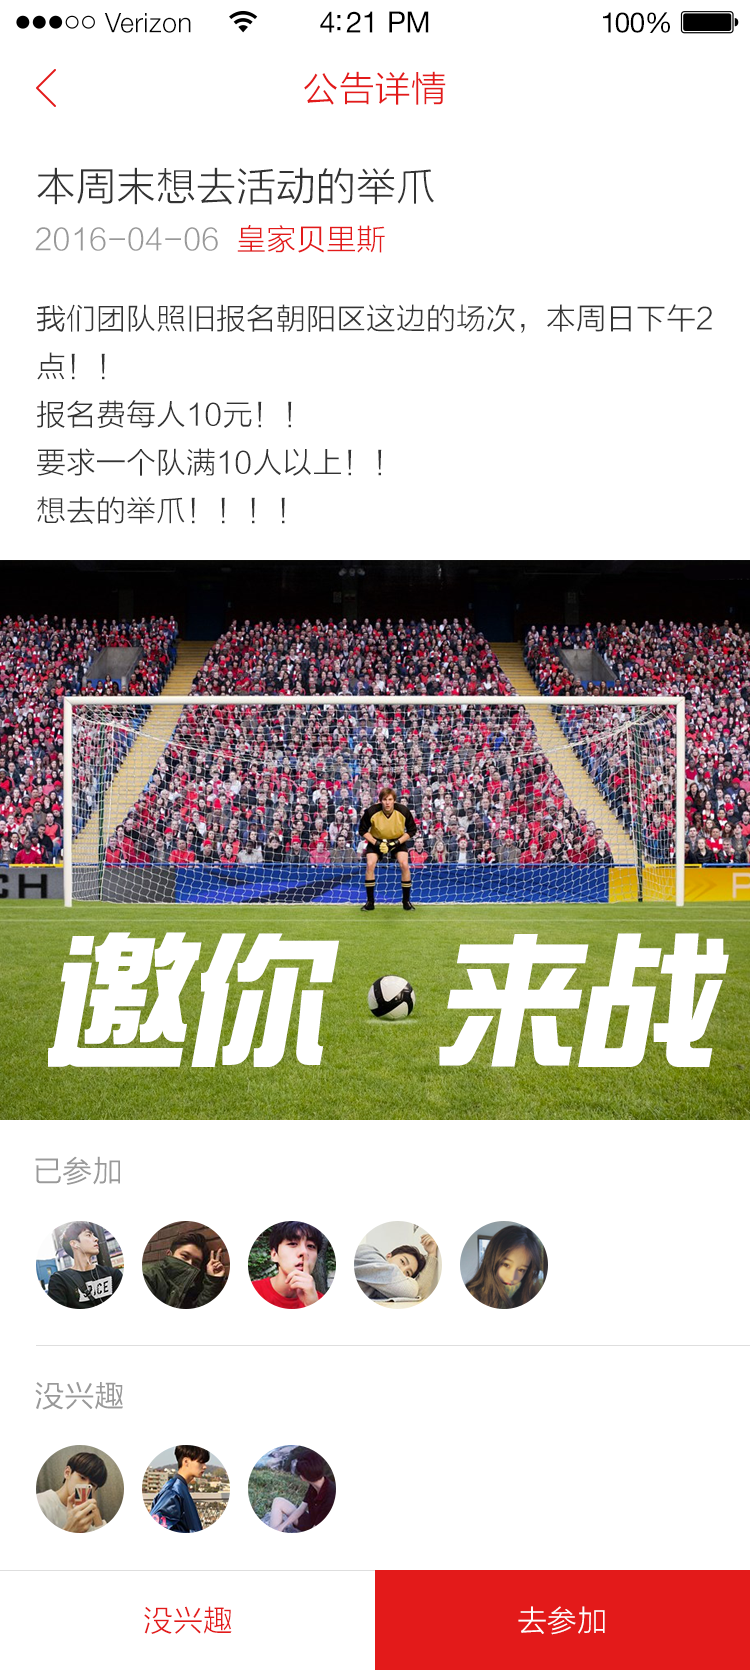 Verizon 4:21 PM 100%
公告详情
本周末想去活动的举爪
2016-04-06 皇家贝里斯
我们团队照旧报名朝阳区这边的场次，本周日下午2
点！！
报名费每人10元！！
要求一个队满10人以上！！
想去的举爪！！！！
CH
邀你 来战
已参加
没兴趣
没兴趣 去参加